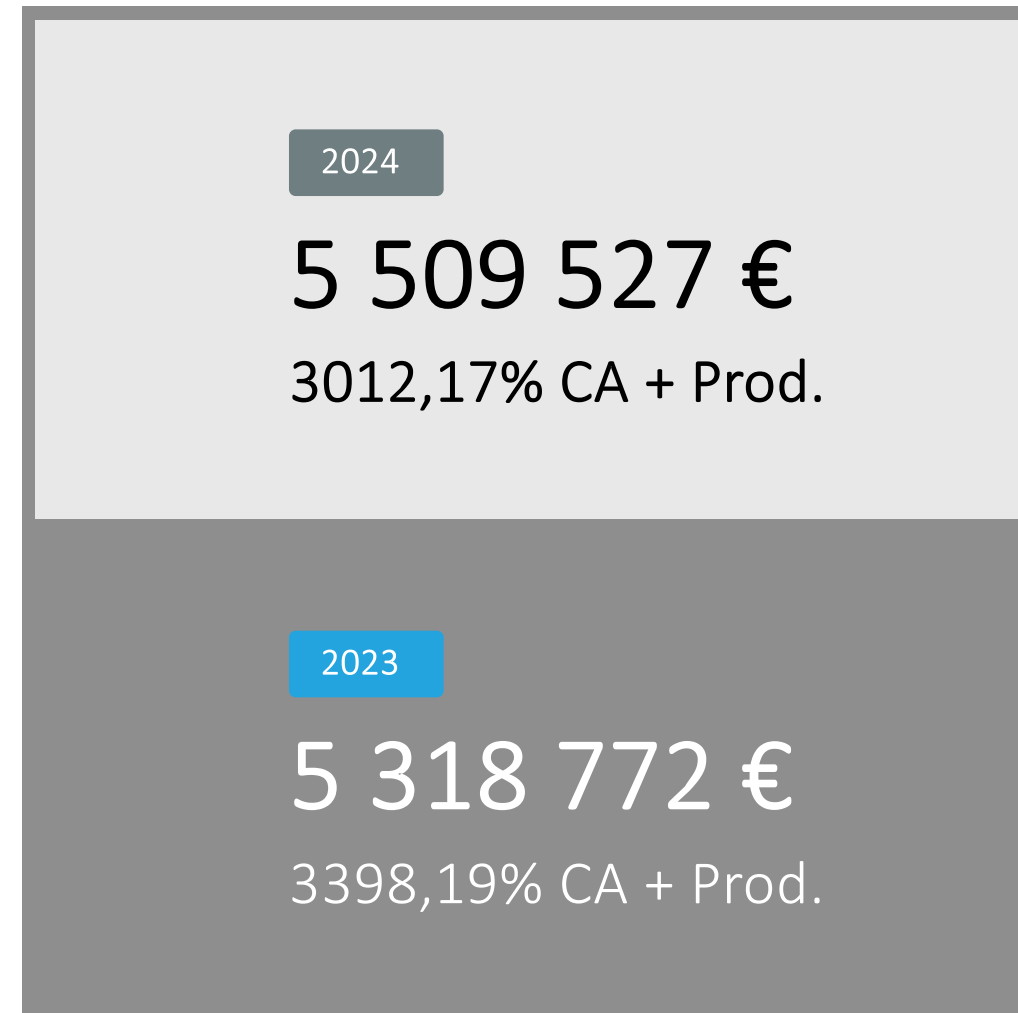 2024
5 509 527 €
3012,17% CA + Prod.
2023
5 318 772 €
3398,19% CA + Prod.